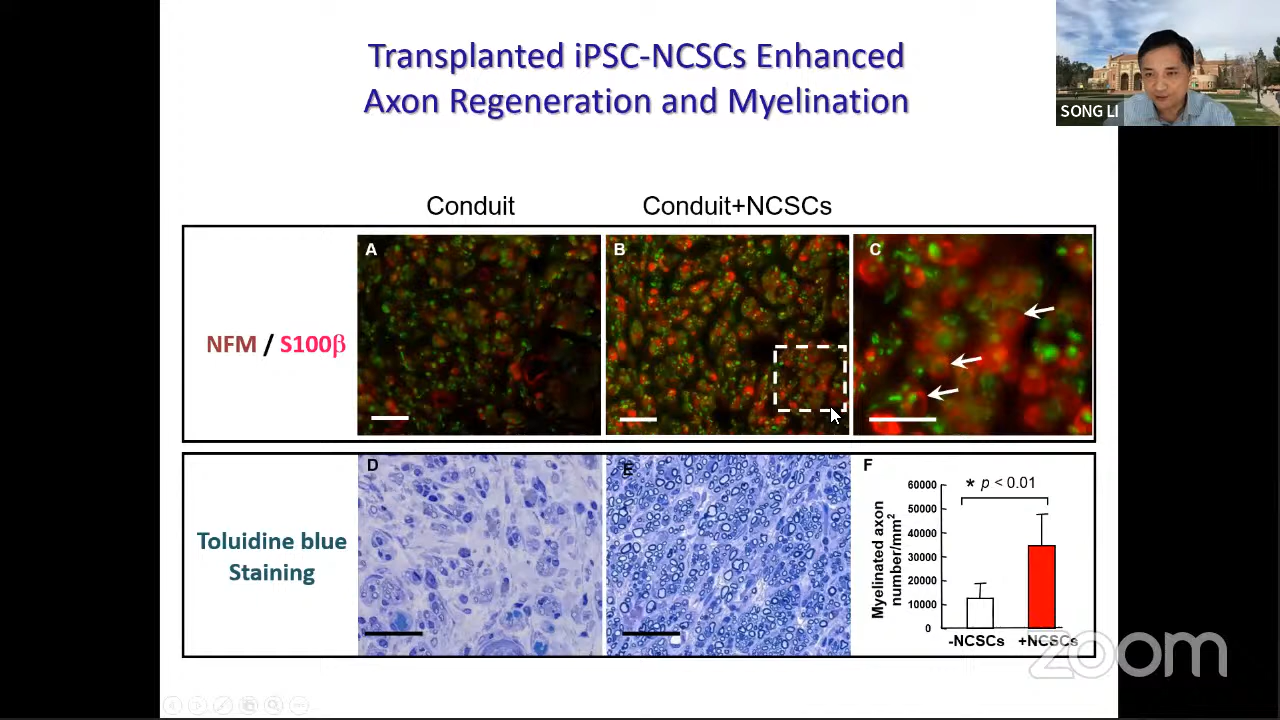 Transplanted iPSC-NCSCs Enhanced
Axon Regeneration and Myelination
SONG LI
Conduit
Conduit+NCSCs
NFM / S100β
A
B
C
Toluidine blue
Staining
D
E
F
* p < 0.01
Myelinated axon
number/mm²
60000
50000
40000
30000
20000
10000
0
-NCSCs
+NCSCs
zoom